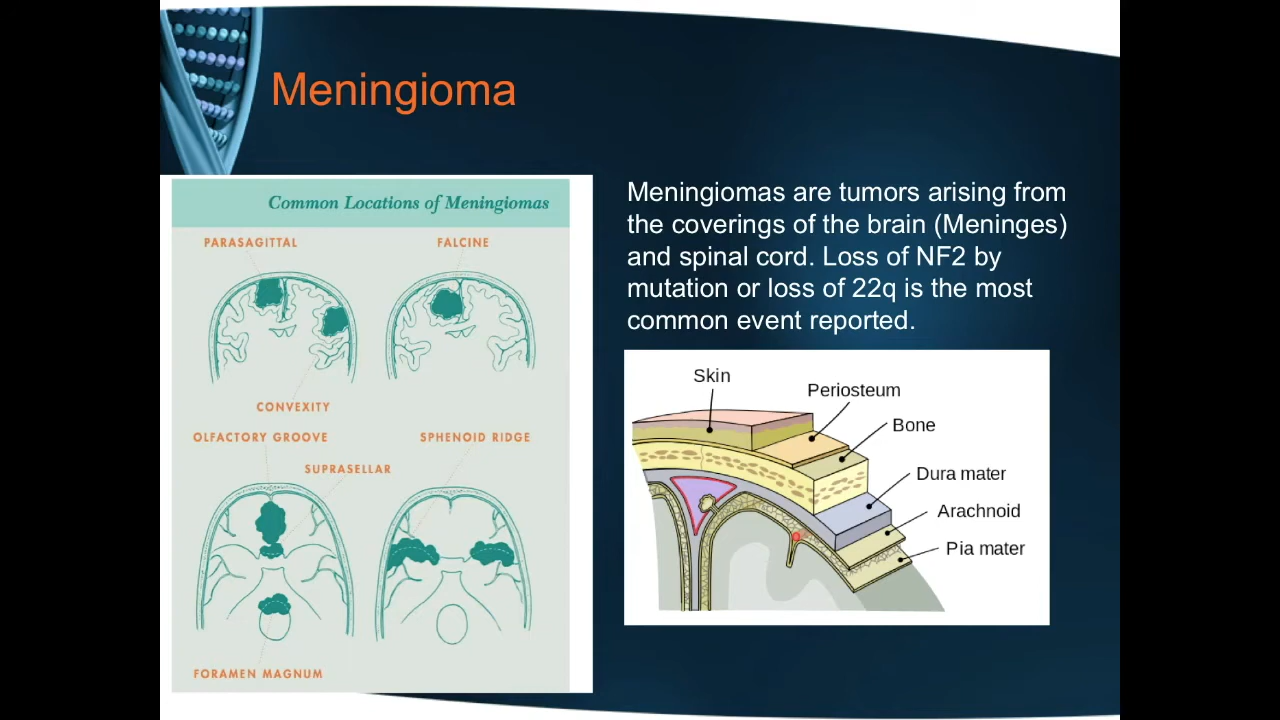 Meningioma
Common Locations of Meningiomas
PARASAGITTAL
FALCINE
CONVEXITY
OLFACTORY GROOVE
SPHENOID RIDGE
SUPRASELLAR
FORAMEN MAGNUM
Meningiomas are tumors arising from
the coverings of the brain (Meninges)
and spinal cord. Loss of NF2 by
mutation or loss of 22q is the most
common event reported.
Skin
Periosteum
Bone
Dura mater
Arachnoid
Pia mater